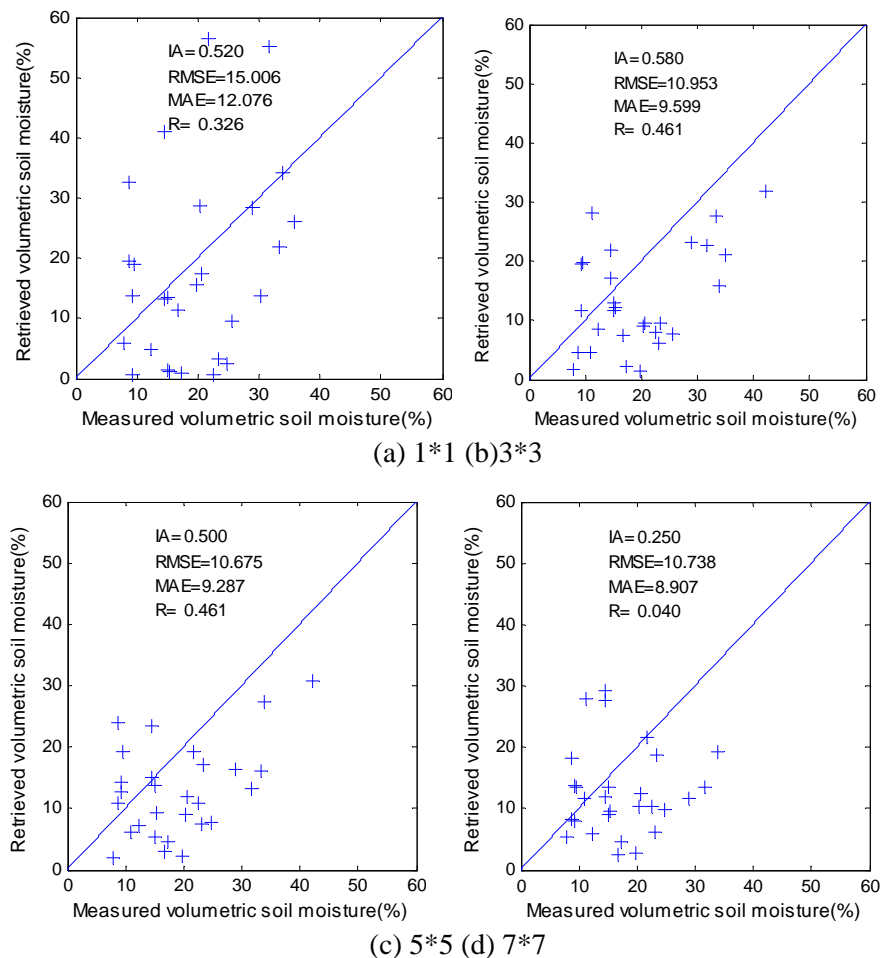 60
50
40
30
20
10
0
0 10 20 30 40 50 60
Retrieved volumetric soil moisture(%)
Measured volumetric soil moisture(%)
IA= 0.520
RMSE=15.006
MAE=12.076
R= 0.326
60
50
40
30
20
10
0
0 10 20 30 40 50 60
Retrieved volumetric soil moisture(%)
Measured volumetric soil moisture(%)
IA=0.580
RMSE=10.953
MAE=9.599
R= 0.461
(a) 1*1 (b)3*3
60
50
40
30
20
10
0
0 10 20 30 40 50 60
Retrieved volumetric soil moisture(%)
Measured volumetric soil moisture(%)
IA=0.500
RMSE=10.675
MAE=9.287
R= 0.461
60
50
40
30
20
10
0
0 10 20 30 40 50 60
Retrieved volumetric soil moisture(%)
Measured volumetric soil moisture(%)
IA=0.250
RMSE=10.738
MAE=8.907
R= 0.040
(c) 5*5 (d) 7*7